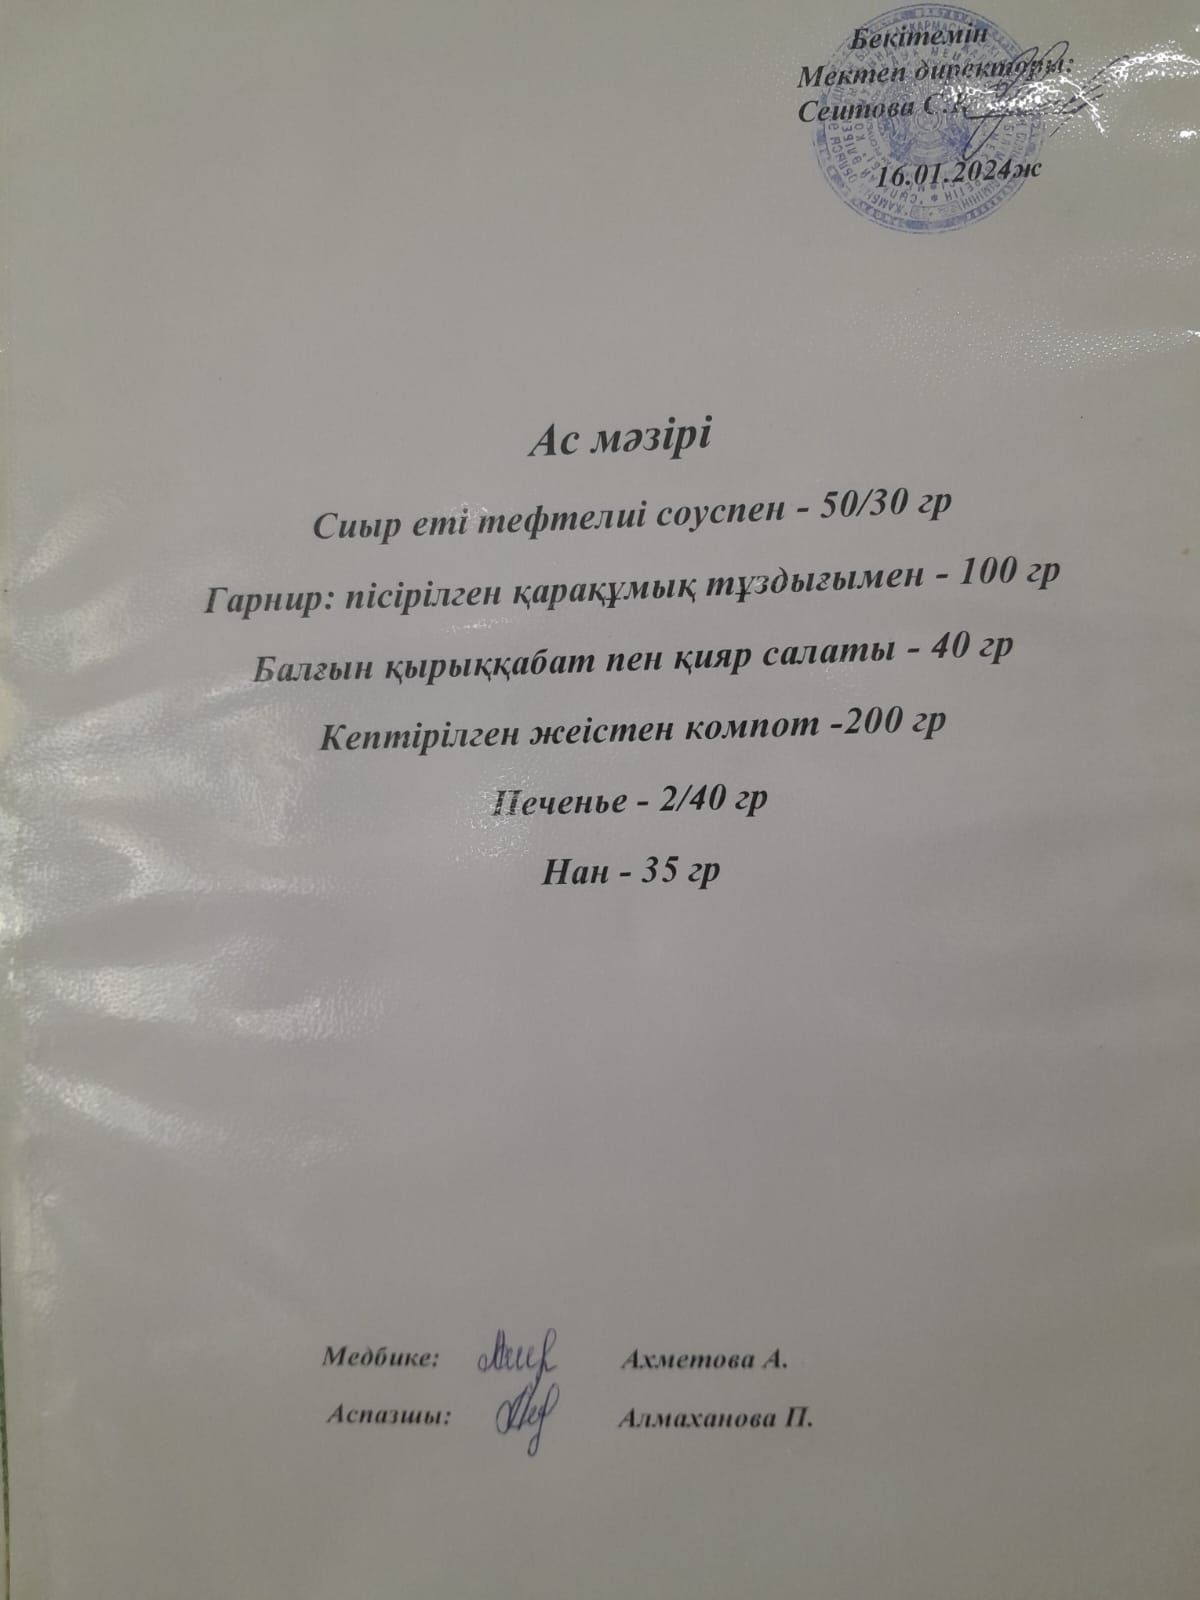 Бекітемін
Мектеп директоры:
Сеитова С.К
16.01.2024ж
Ас мәзірі
Сиыр еті тефтелиі соуспен - 50/30 гр
Гарнир: пісірілген қарақұмық тұздығымен - 100 гр
Балғын қырыққабат пен қияр салаты - 40 гр
Кептірілген жеістен компот -200 гр
Печенье - 2/40 гр
Нан - 35 гр
Медбике: Ахметова А.
Аспазшы: Алмаханова П.